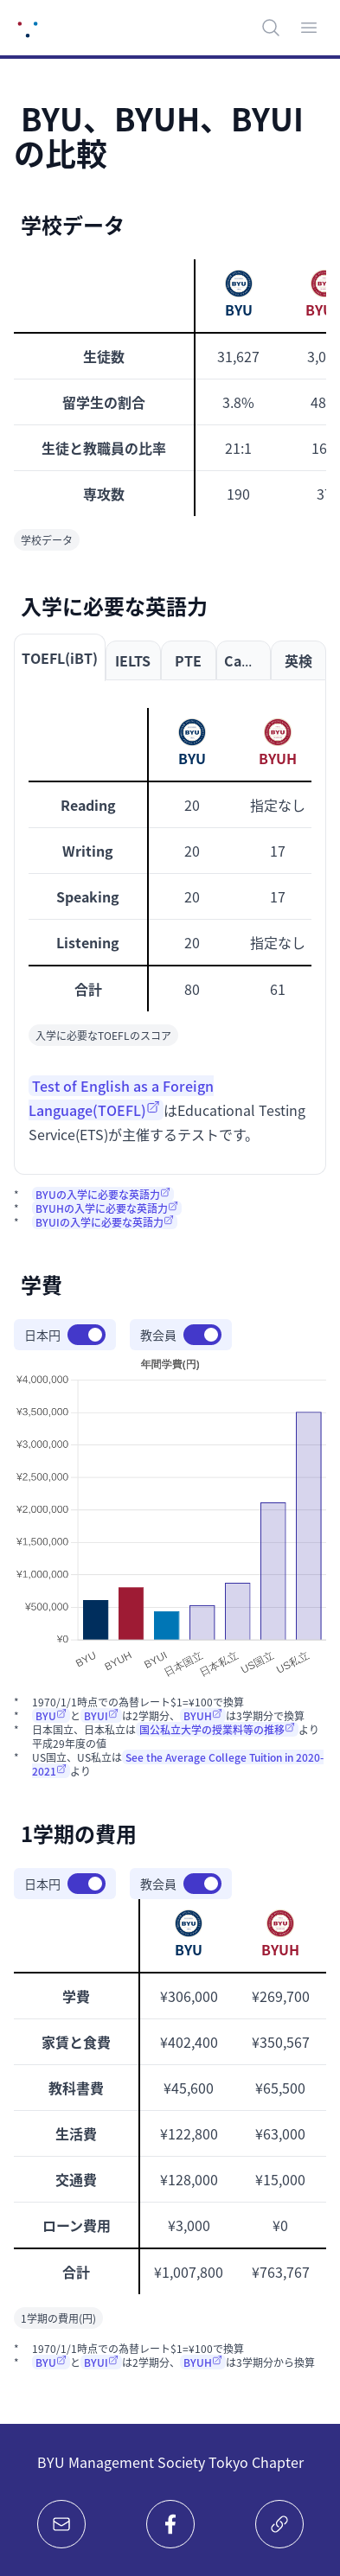 BYU、BYUH、BYUI
の比較
学校データ
BYU
生徒数 31,627
留学生の割合 3.8%
生徒と教職員の比率 21:1
専攻数 190
学校データ
入学に必要な英語力
TOEFL(iBT) IELTS PTE Ca... 英検
BYU BYUH
Reading 20 指定なし
Writing 20 17
Speaking 20 17
Listening 20 指定なし
合計 80 61
入学に必要なTOEFLのスコア
Test of English as a Foreign
Language(TOEFL) はEducational Testing
Service(ETS)が主催するテストです。
* BYUの入学に必要な英語力
* BYUHの入学に必要な英語力
* BYUIの入学に必要な英語力
学費
日本円 教会員
年間学費(円)
¥4,000,000
¥3,500,000
¥3,000,000
¥2,500,000
¥2,000,000
¥1,500,000
¥1,000,000
¥500,000
¥0
BYU BYUH BYUI 日本国立 日本私立 US国立 US私立
* 1970/1/1時点での為替レート$1=¥100で換算
* BYU と BYUI は2学期分、 BYUH は3学期分で換算
* 日本国立、日本私立は 国公私立大学の授業料等の推移 より
平成29年度の値
* US国立、US私立は See the Average College Tuition in 2020-
2021 より
1学期の費用
日本円 教会員
BYU BYUH
学費 ¥306,000 ¥269,700
家賃と食費 ¥402,400 ¥350,567
教科書費 ¥45,600 ¥65,500
生活費 ¥122,800 ¥63,000
交通費 ¥128,000 ¥15,000
ローン費用 ¥3,000 ¥0
合計 ¥1,007,800 ¥763,767
1学期の費用(円)
* 1970/1/1時点での為替レート$1=¥100で換算
* BYU と BYUI は2学期分、 BYUH は3学期分から換算
BYU Management Society Tokyo Chapter